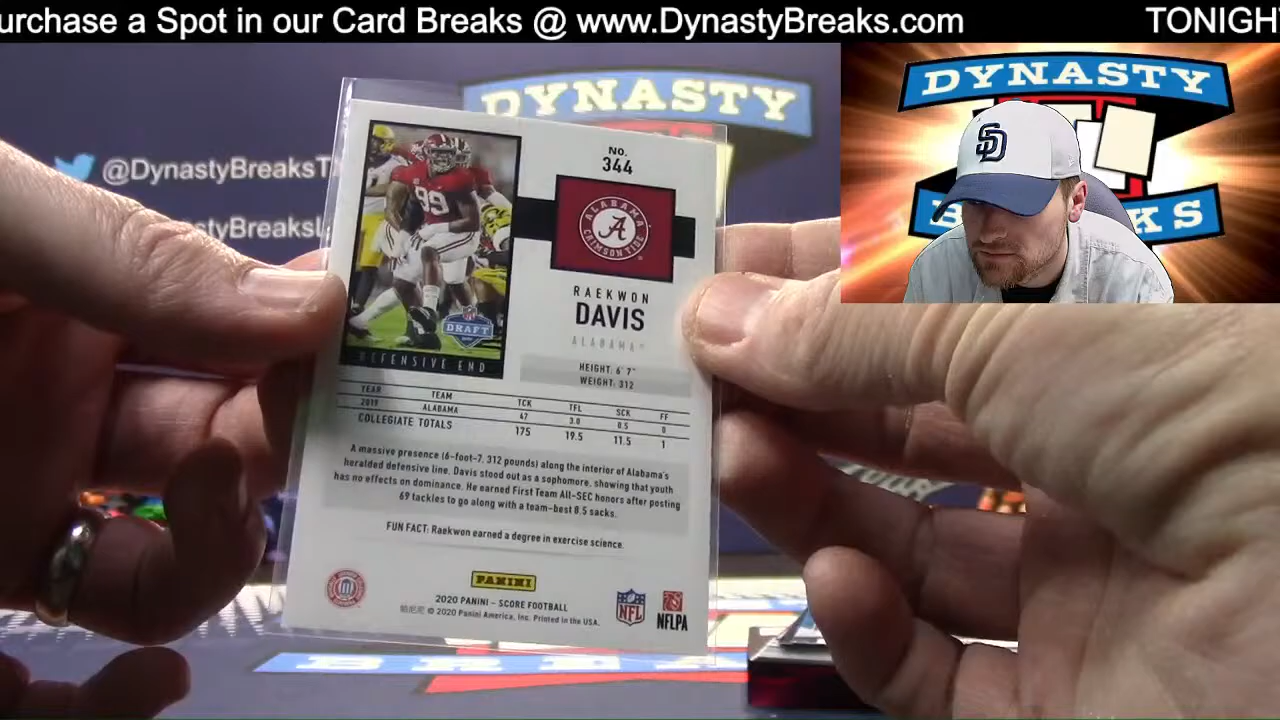 urchase a Spot in our Card Breaks @ www.DynastyBreaks.com
TONIGHT
DYNASTY
@DynastyBreaksT
DynastyBreaksL
NO.
344
ALABAMA
A
CRIMSON TIDE
RAEKWON
DAVIS
ALABAMA
HEIGHT: 6' 7"
WEIGHT: 312
99
NFL
DRAFT
DEFENSIVE END
YEAR TEAM TCK TFL SCK FF
2019 ALABAMA 47 3.0 0.5 0
COLLEGIATE TOTALS 175 19.5 11.5 1
A massive presence (6-foot-7, 312 pounds) along the interior of Alabama's
heralded defensive line, Davis stood out as a sophomore, showing that youth
has no effects on dominance. He earned First Team All-SEC honors after posting
69 tackles to go along with a team-best 8.5 sacks.
FUN FACT: Raekwon earned a degree in exercise science.
PANINI
2020 PANINI – SCORE FOOTBALL
© 2020 Panini America, Inc. Printed in the USA.
NFL
NFLPA
DYNASTY
SD
B KS